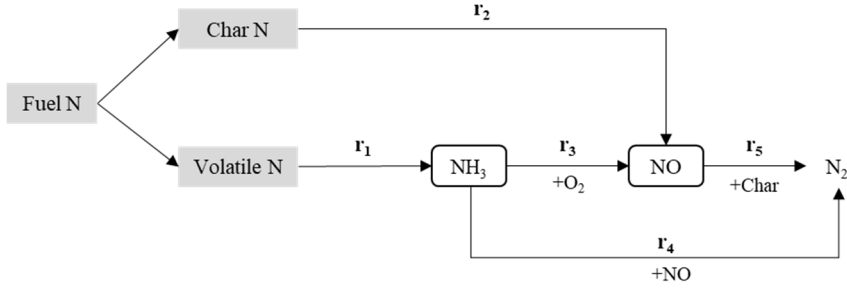 r₂
Char N
Fuel N
r₁
r₃
r₅
Volatile N
NH₃
NO
N₂
+O₂
+Char
r₄
+NO